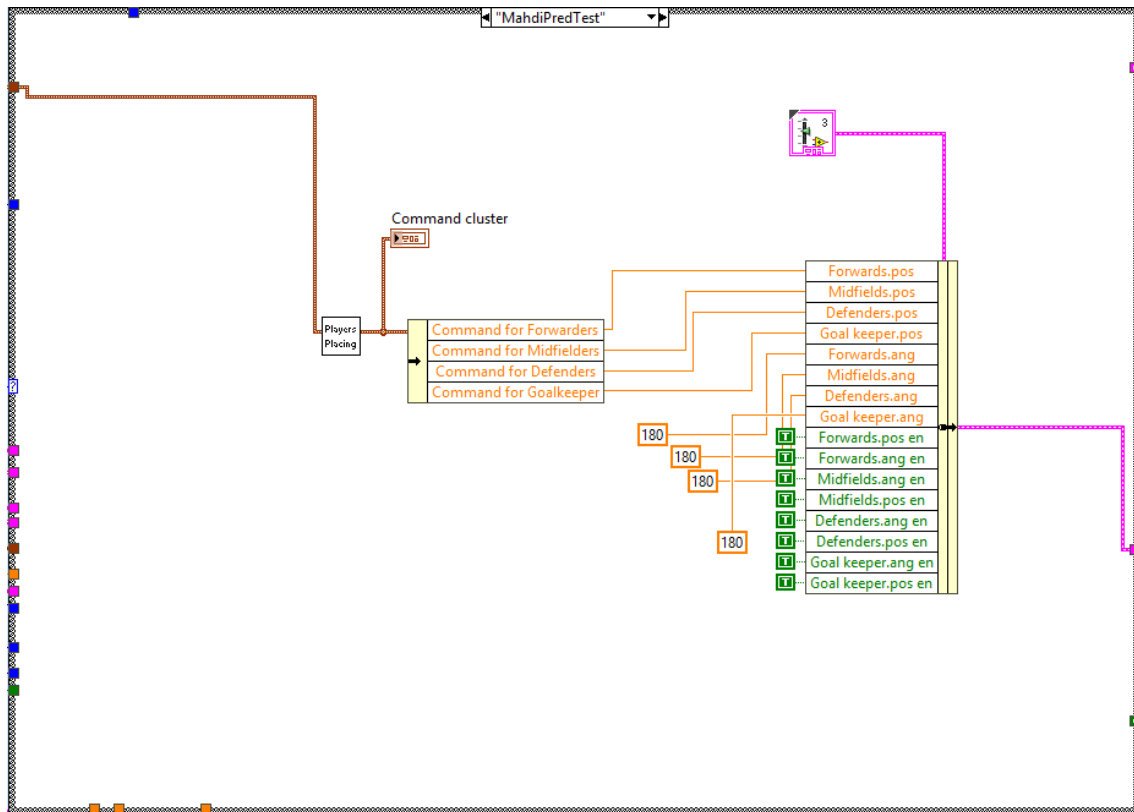 "MahdiPredTest"
3
Command cluster
Players
Placing
Command for Forwarders
Command for Midfielders
Command for Defenders
Command for Goalkeeper
Forwards.pos
Midfields.pos
Defenders.pos
Goal keeper.pos
Forwards.ang
Midfields.ang
Defenders.ang
Goal keeper.ang
Forwards.pos en
Forwards.ang en
Midfields.ang en
Midfields.pos en
Defenders.ang en
Defenders.pos en
Goal keeper.ang en
Goal keeper.pos en
180
180
180
180
T
T
T
T
T
T
T
T
?